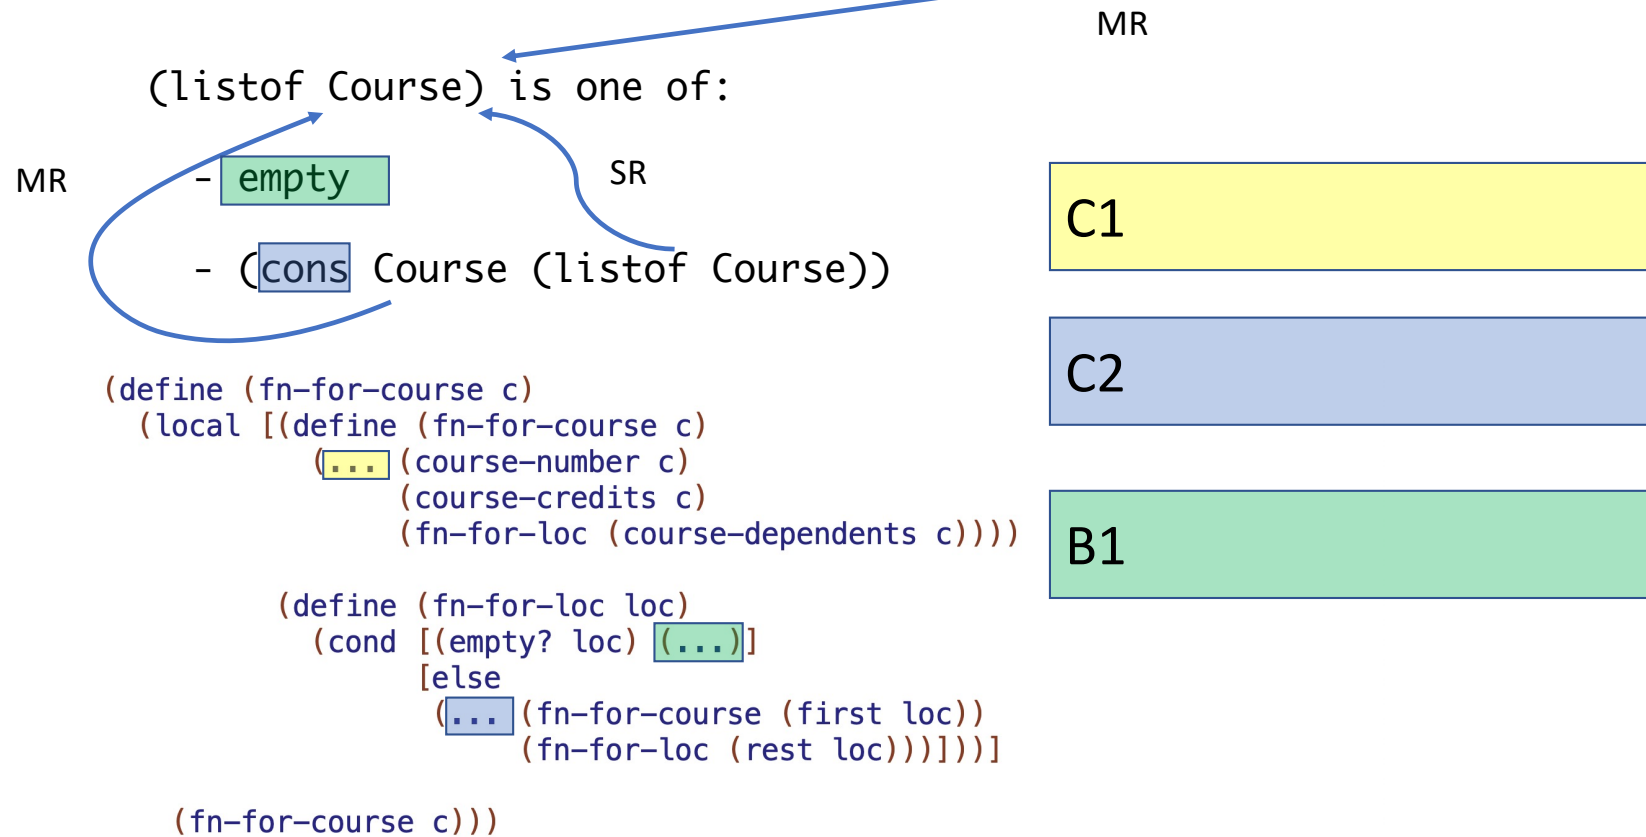 MR
(listof Course) is one of:
MR
- empty
SR
- (cons Course (listof Course))
C1
C2
B1
(define (fn-for-course c)
(local [(define (fn-for-course c)
(... (course-number c)
(course-credits c)
(fn-for-loc (course-dependents c))))
(define (fn-for-loc loc)
(cond [(empty? loc) (...)]
[else
(... (fn-for-course (first loc))
(fn-for-loc (rest loc)))]))]
(fn-for-course c)))